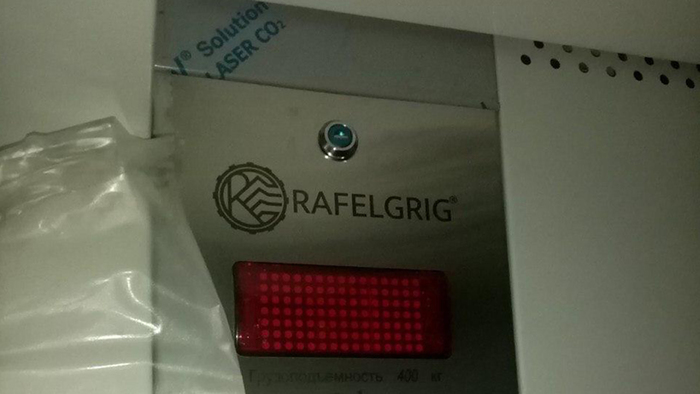 Solution
LASER CO₂
RAFELGRIG®
Грузоподъемность 400 кг